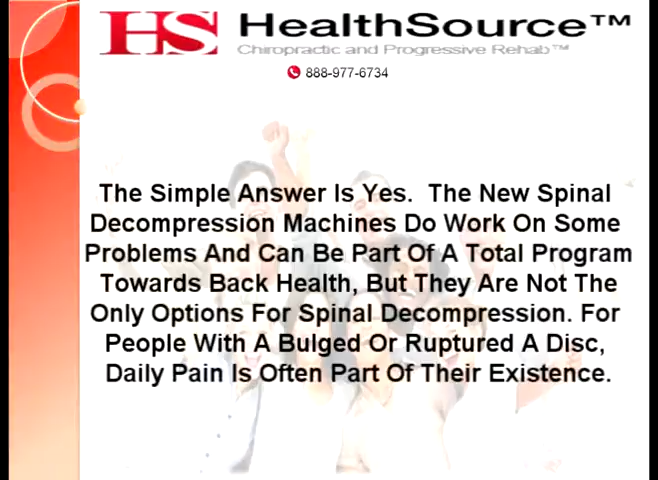 HS HealthSource™
Chiropractic and Progressive Rehab™
888-977-6734
The Simple Answer Is Yes. The New Spinal
Decompression Machines Do Work On Some
Problems And Can Be Part Of A Total Program
Towards Back Health, But They Are Not The
Only Options For Spinal Decompression. For
People With A Bulged Or Ruptured A Disc,
Daily Pain Is Often Part Of Their Existence.